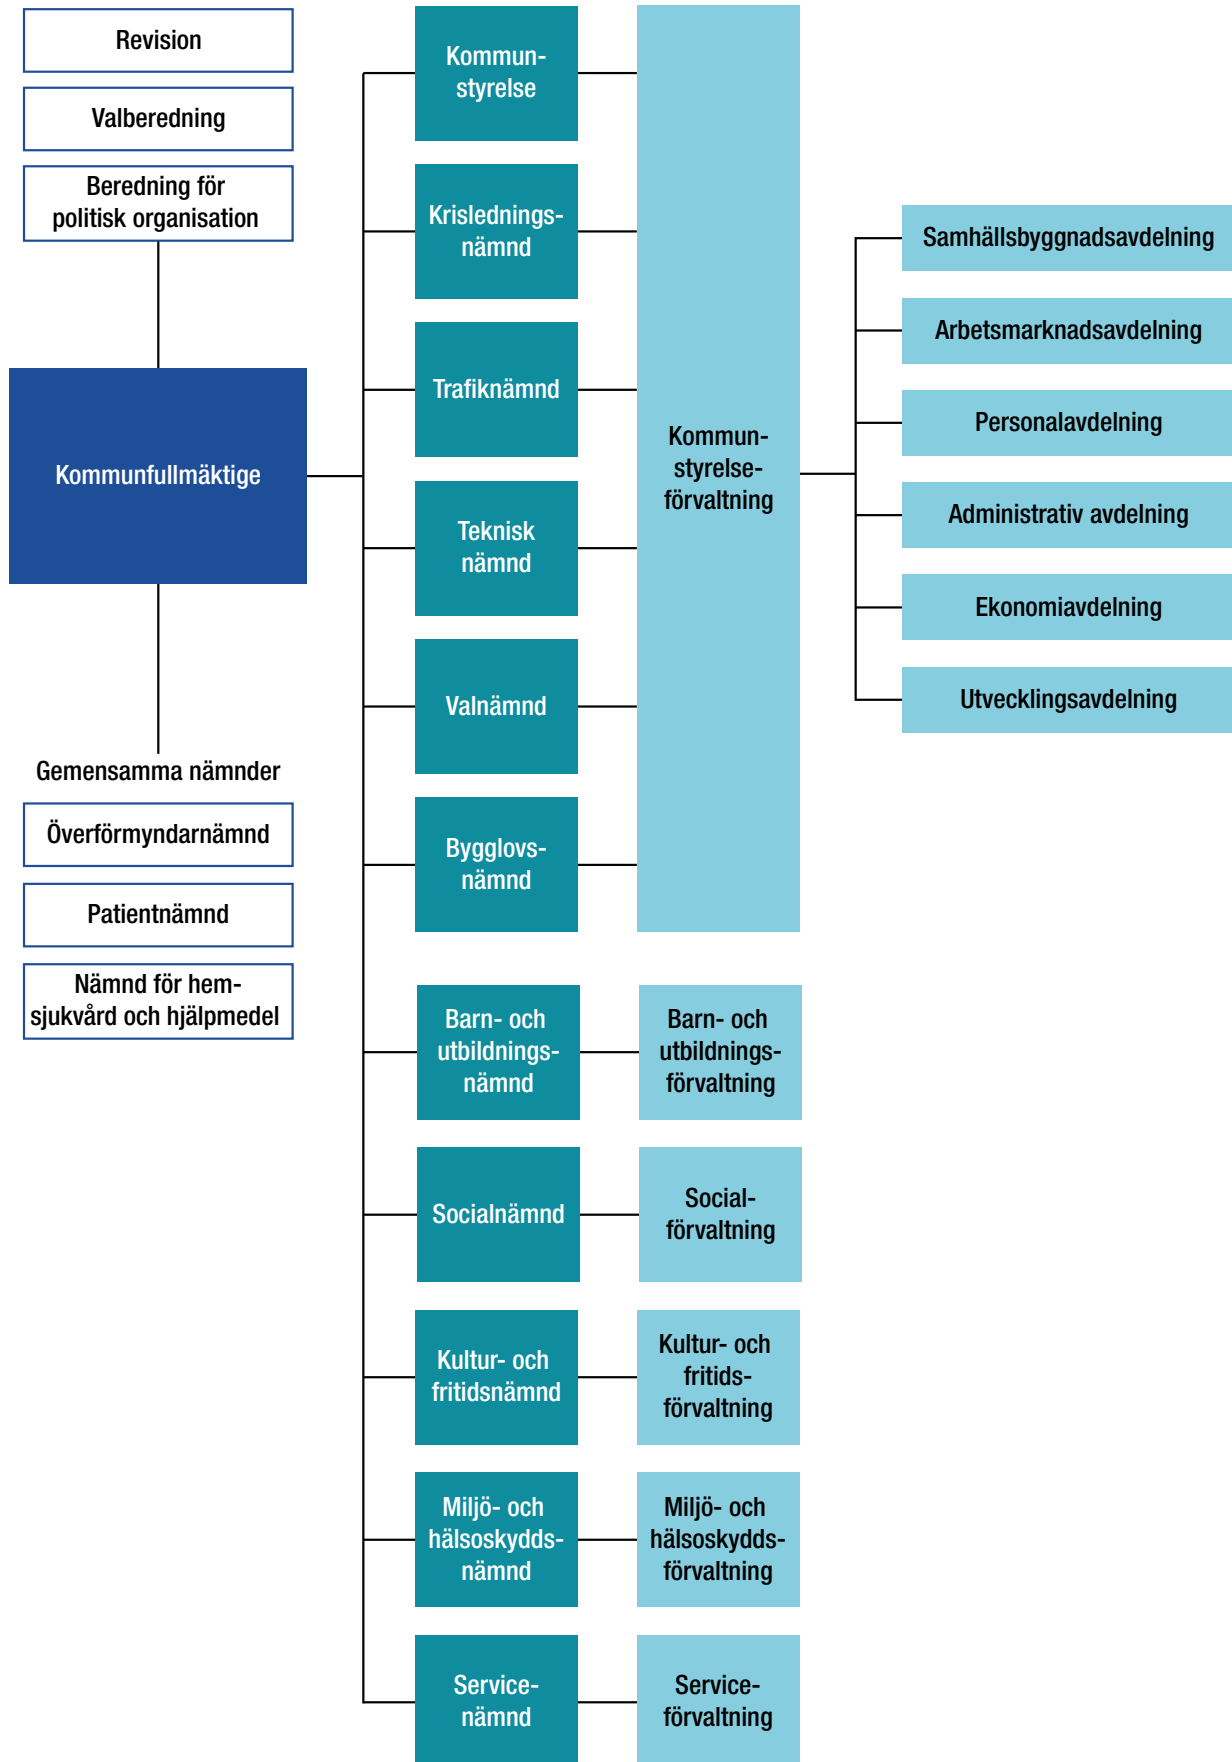 Revision
Valberedning
Beredning för
politisk organisation
Kommunfullmäktige
Gemensamma nämnder
Överförmyndarnämnd
Patientnämnd
Nämnd för hem-
sjukvård och hjälpmedel
Kommun-
styrelse
Krislednings-
nämnd
Trafiknämnd
Teknisk
nämnd
Valnämnd
Bygglovs-
nämnd
Barn- och
utbildnings-
nämnd
Socialnämnd
Kultur- och
fritidsnämnd
Miljö- och
hälsoskydds-
nämnd
Service-
nämnd
Kommun-
styrelse-
förvaltning
Barn- och
utbildnings-
förvaltning
Social-
förvaltning
Kultur- och
fritids-
förvaltning
Miljö- och
hälsoskydds-
förvaltning
Service-
förvaltning
Samhällsbyggnadsavdelning
Arbetsmarknadsavdelning
Personalavdelning
Administrativ avdelning
Ekonomiavdelning
Utvecklingsavdelning